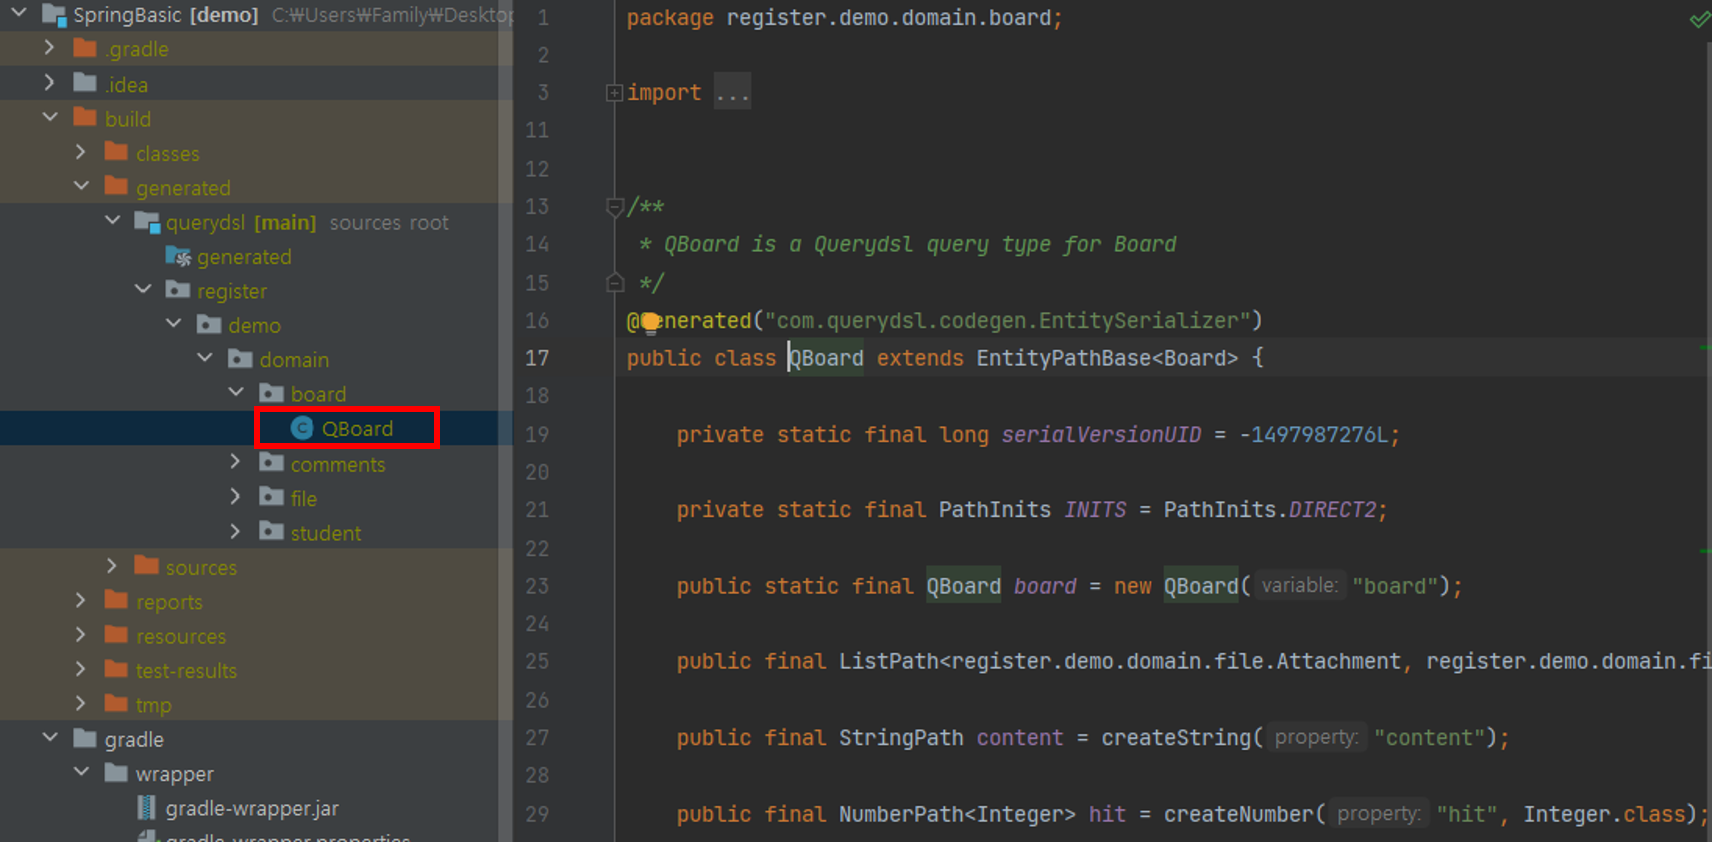 SpringBasic [demo] C:₩Users₩Family₩Desktop
.gradle
.idea
build
classes
generated
querydsl [main] sources root
generated
register
demo
domain
board
QBoard
comments
file
student
sources
reports
resources
test-results
tmp
gradle
wrapper
gradle-wrapper.jar
gradle-wrapper.properties
1 package register.demo.domain.board;
2
3 import ...
11
12
13 /**
14 * QBoard is a Querydsl query type for Board
15 */
16 @Generated("com.querydsl.codegen.EntitySerializer")
17 public class QBoard extends EntityPathBase<Board> {
18
19 private static final long serialVersionUID = -1497987276L;
20
21 private static final PathInits INITS = PathInits.DIRECT2;
22
23 public static final QBoard board = new QBoard( variable: "board");
24
25 public final ListPath<register.demo.domain.file.Attachment, register.demo.domain.fi
26
27 public final StringPath content = createString( property: "content");
28
29 public final NumberPath<Integer> hit = createNumber( property: "hit", Integer.class);